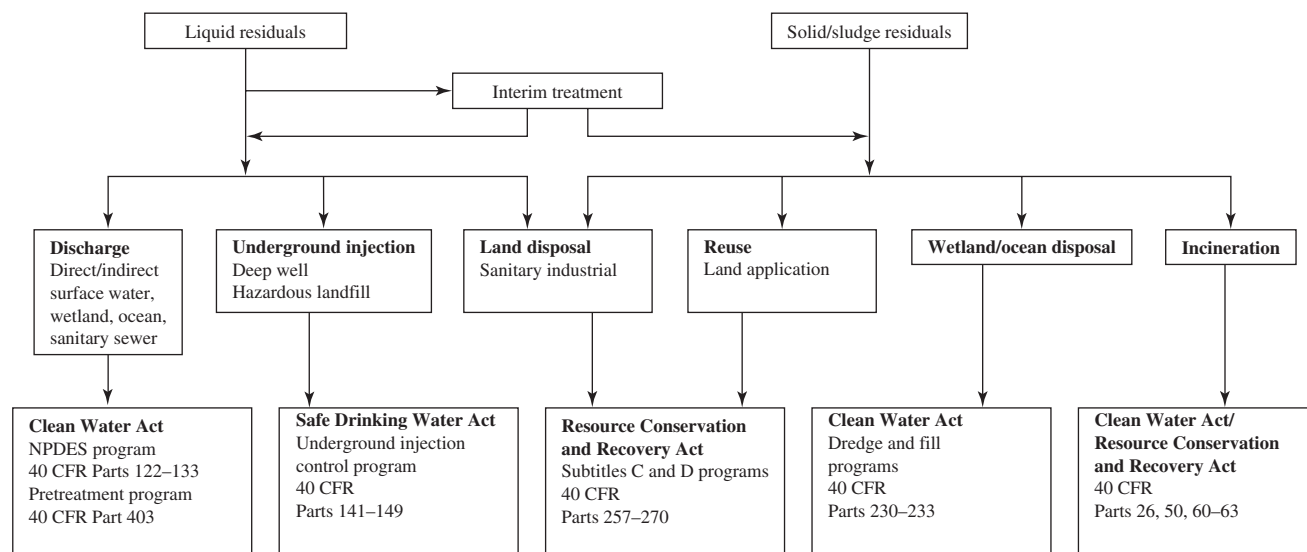 Liquid residuals
Solid/sludge residuals
Interim treatment
Discharge
Direct/indirect
surface water,
wetland, ocean,
sanitary sewer
Underground injection
Deep well
Hazardous landfill
Land disposal
Sanitary industrial
Reuse
Land application
Wetland/ocean disposal
Incineration
Clean Water Act
NPDES program
40 CFR Parts 122–133
Pretreatment program
40 CFR Part 403
Safe Drinking Water Act
Underground injection
control program
40 CFR
Parts 141–149
Resource Conservation
and Recovery Act
Subtitles C and D programs
40 CFR
Parts 257–270
Clean Water Act
Dredge and fill
programs
40 CFR
Parts 230–233
Clean Water Act/
Resource Conservation
and Recovery Act
40 CFR
Parts 26, 50, 60–63